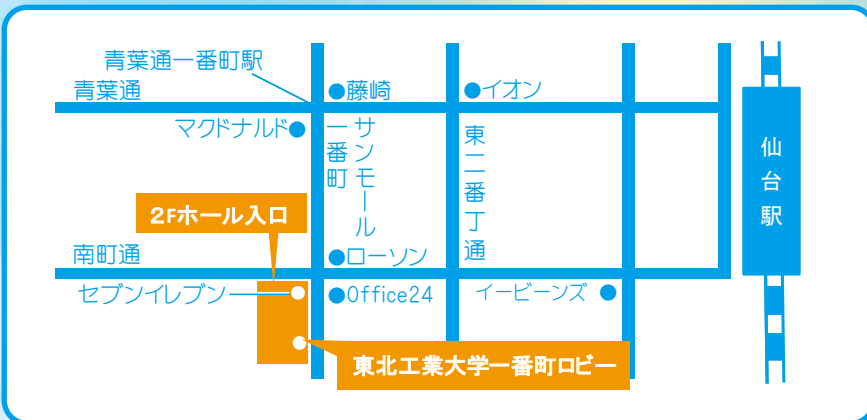 青葉通一番町駅
青葉通
●藤崎
●イオン
マクドナルド●
サンモール
一番町
東二番丁通
仙台駅
2Fホール入口
南町通
●ローソン
セブンイレブン
●Office24
イービーンズ ●
東北工業大学一番町ロビー